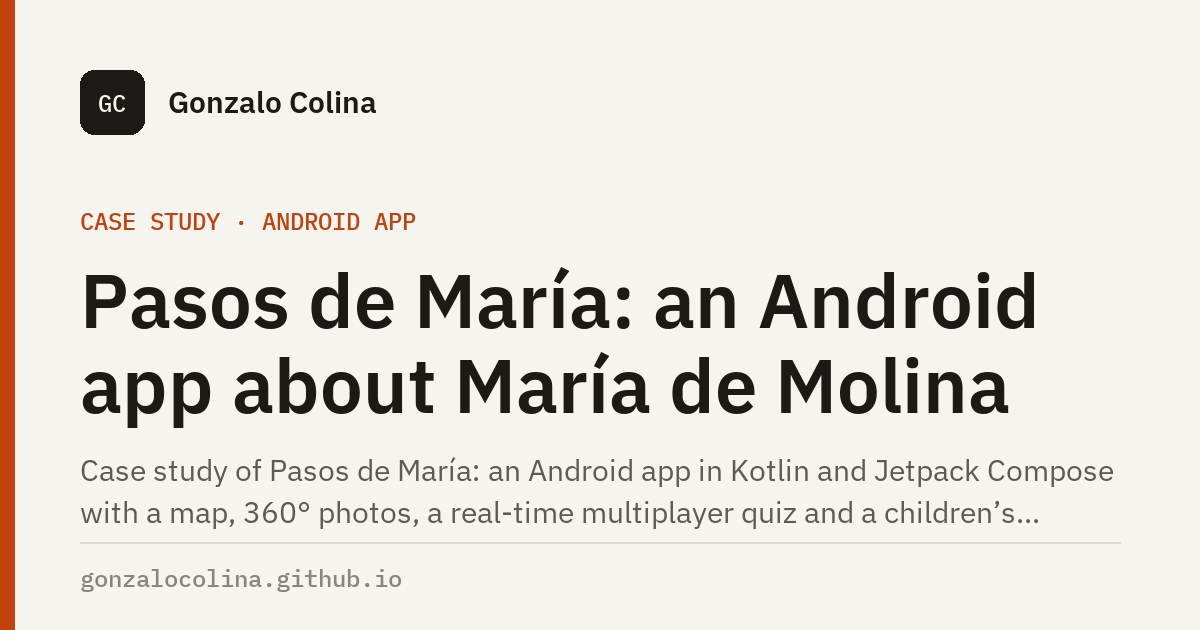 GC
Gonzalo Colina
CASE STUDY · ANDROID APP
Pasos de María: an Android
app about María de Molina
Case study of Pasos de María: an Android app in Kotlin and Jetpack Compose
with a map, 360° photos, a real-time multiplayer quiz and a children’s…
gonzalocolina.github.io